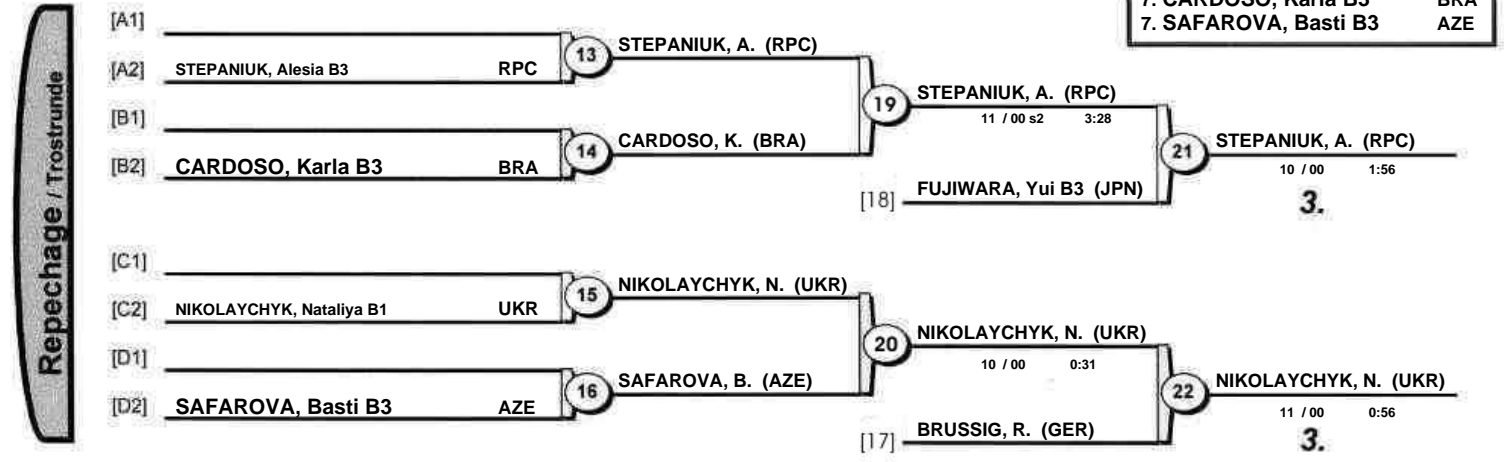 7. CARDOSO, Karla B3 BRA
7. SAFAROVA, Basti B3 AZE
Repechage / Trostrunde
[A1]
[A2] STEPANIUK, Alesia B3 RPC
13 STEPANIUK, A. (RPC)
[B1]
[B2] CARDOSO, Karla B3 BRA
14 CARDOSO, K. (BRA)
19 STEPANIUK, A. (RPC)
11 / 00 s2 3:28
[18] FUJIWARA, Yui B3 (JPN)
21 STEPANIUK, A. (RPC)
10 / 00 1:56
3.
[C1]
[C2] NIKOLAYCHYK, Nataliya B1 UKR
15 NIKOLAYCHYK, N. (UKR)
[D1]
[D2] SAFAROVA, Basti B3 AZE
16 SAFAROVA, B. (AZE)
20 NIKOLAYCHYK, N. (UKR)
10 / 00 0:31
[17] BRUSSIG, R. (GER)
22 NIKOLAYCHYK, N. (UKR)
11 / 00 0:56
3.